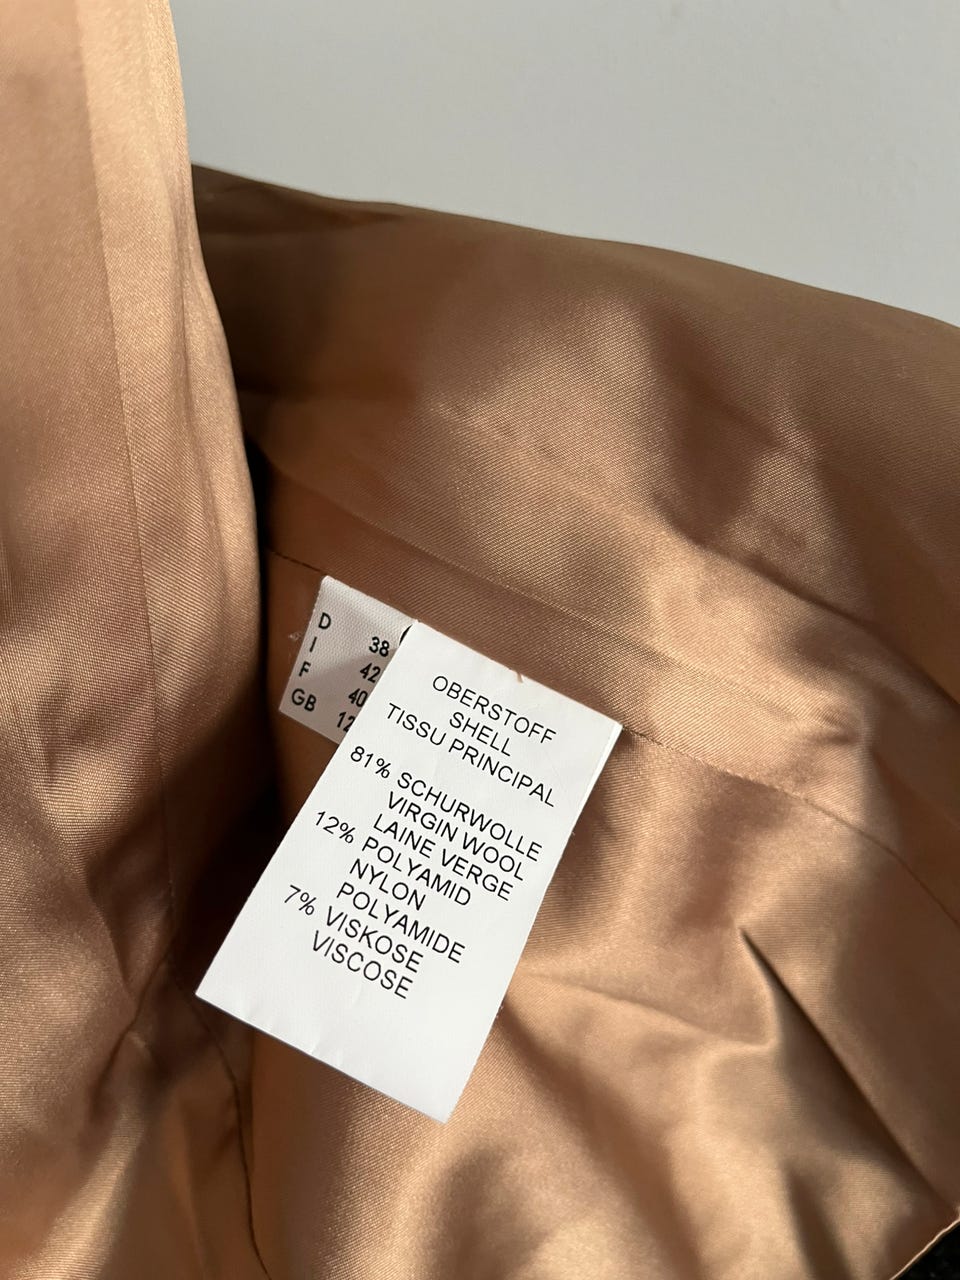 D 38
I 42
F 40
GB 12
OBERSTOFF
SHELL
TISSU PRINCIPAL
81% SCHURWOLLE
VIRGIN WOOL
LAINE VERGE
12% POLYAMID
NYLON
POLYAMIDE
7% VISKOSE
VISCOSE